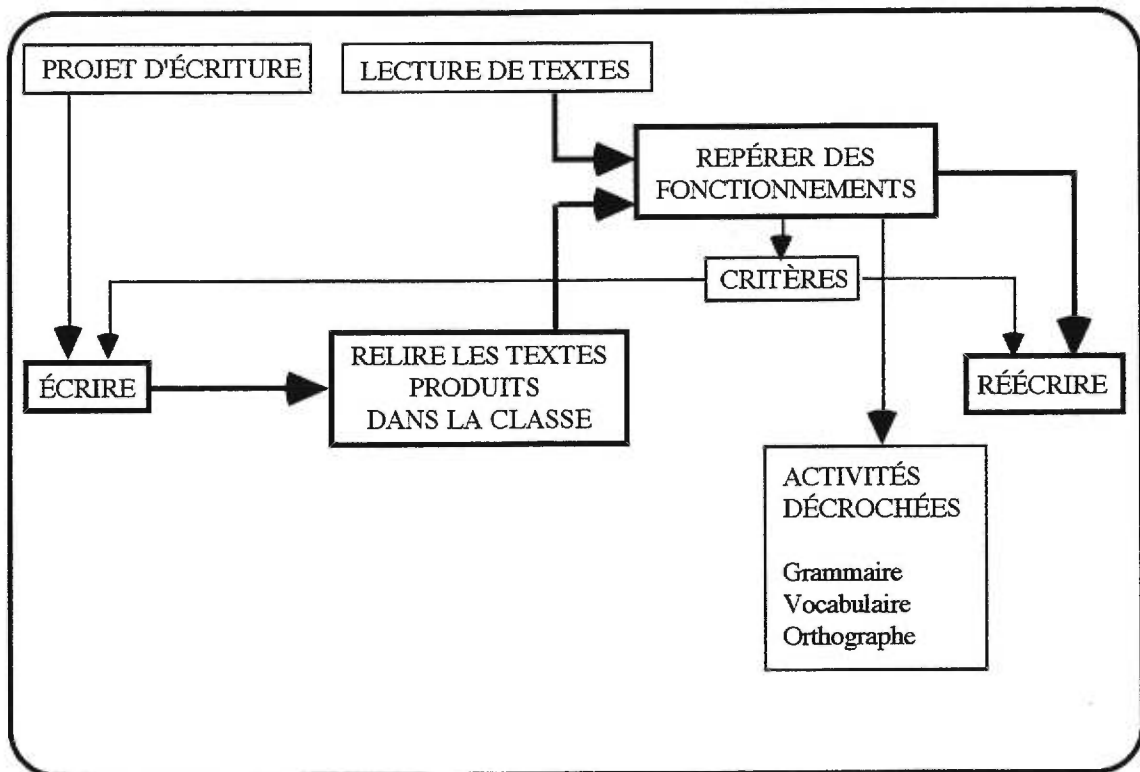 PROJET D'ÉCRITURE
LECTURE DE TEXTES
REPÉRER DES
FONCTIONNEMENTS
CRITÈRES
RELIRE LES TEXTES
PRODUITS
DANS LA CLASSE
ÉCRIRE
RÉÉCRIRE
ACTIVITÉS
DÉCROCHÉES
Grammaire
Vocabulaire
Orthographe